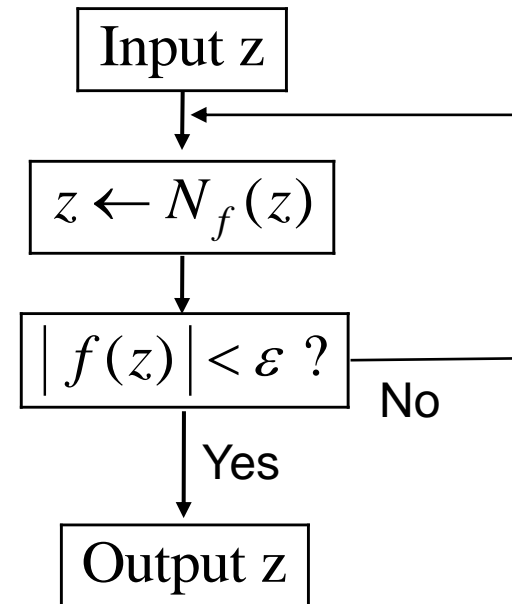 Input z
z ← N_f(z)
|f(z)| < ε ?
No
Yes
Output z